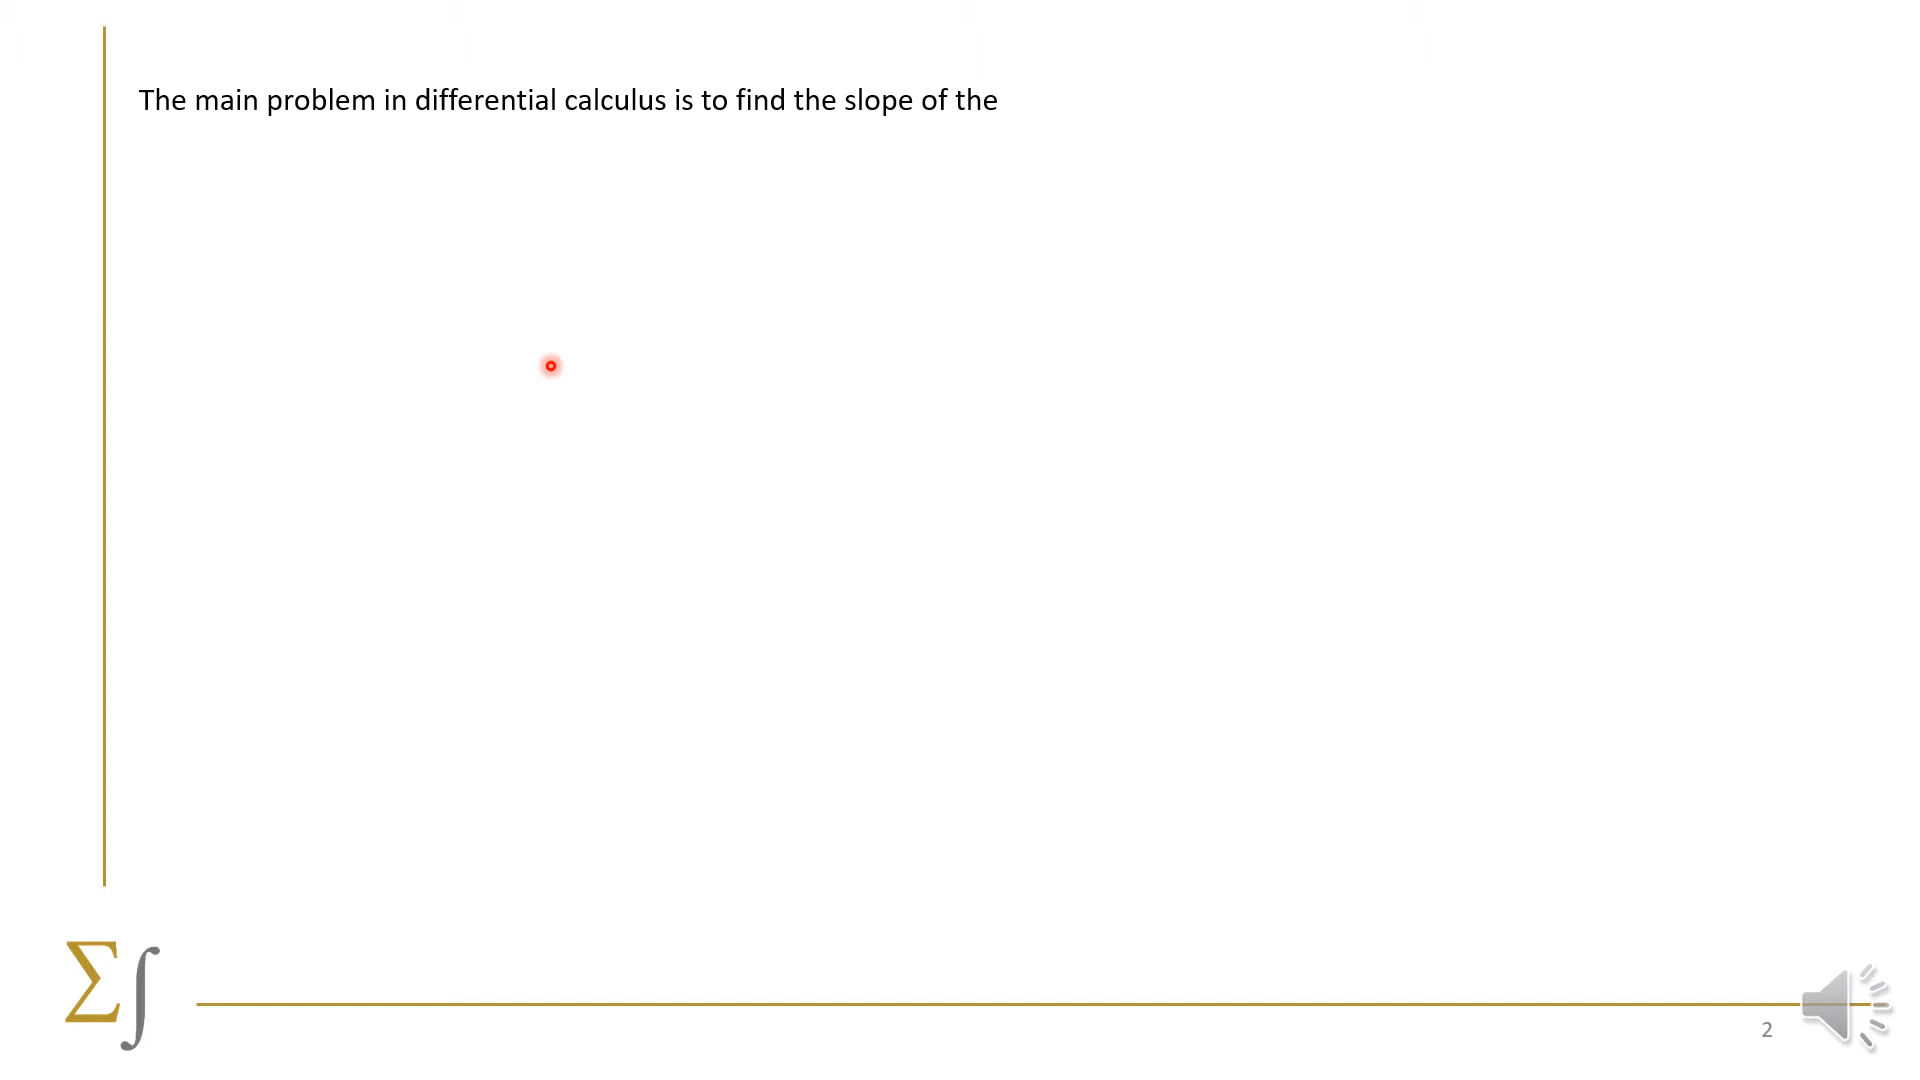 The main problem in differential calculus is to find the slope of the
∑∫
2